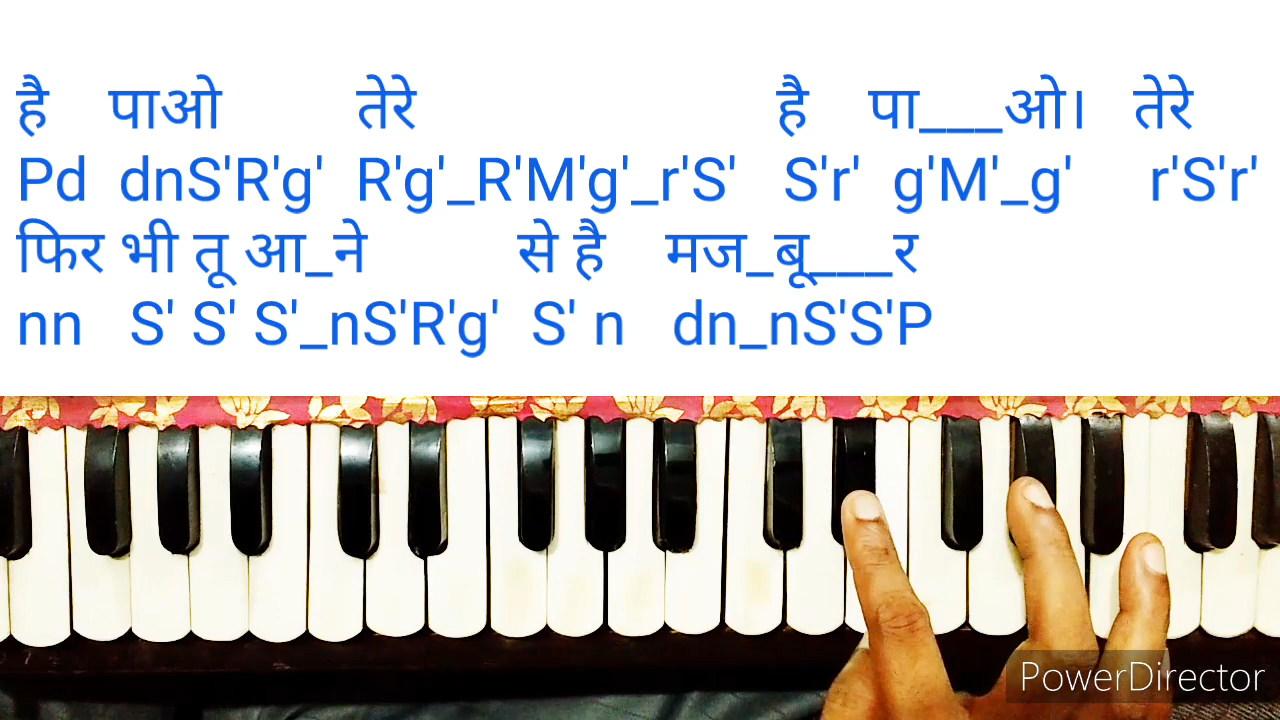 है पाओ तेरे है पा___ओ। तेरे
Pd dnS'R'g' R'g'_R'M'g'_r'S' S'r' g'M'_g' r'S'r'
फिर भी तू आ_ने से है मज_बू___र
nn S' S' S'_nS'R'g' S' n dn_nS'S'P
PowerDirector